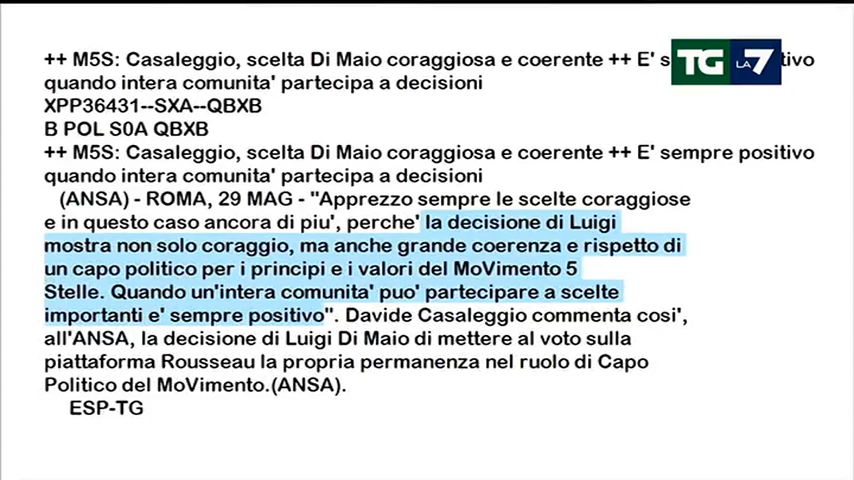 ++ M5S: Casaleggio, scelta Di Maio coraggiosa e coerente ++ E' s tivo
TG LA7
quando intera comunita' partecipa a decisioni
XPP36431--SXA--QBXB
B POL S0A QBXB
++ M5S: Casaleggio, scelta Di Maio coraggiosa e coerente ++ E' sempre positivo
quando intera comunita' partecipa a decisioni
(ANSA) - ROMA, 29 MAG - "Apprezzo sempre le scelte coraggiose
e in questo caso ancora di piu', perche' la decisione di Luigi
mostra non solo coraggio, ma anche grande coerenza e rispetto di
un capo politico per i principi e i valori del MoVimento 5
Stelle. Quando un'intera comunita' puo' partecipare a scelte
importanti e' sempre positivo". Davide Casaleggio commenta cosi',
all'ANSA, la decisione di Luigi Di Maio di mettere al voto sulla
piattaforma Rousseau la propria permanenza nel ruolo di Capo
Politico del MoVimento.(ANSA).
ESP-TG